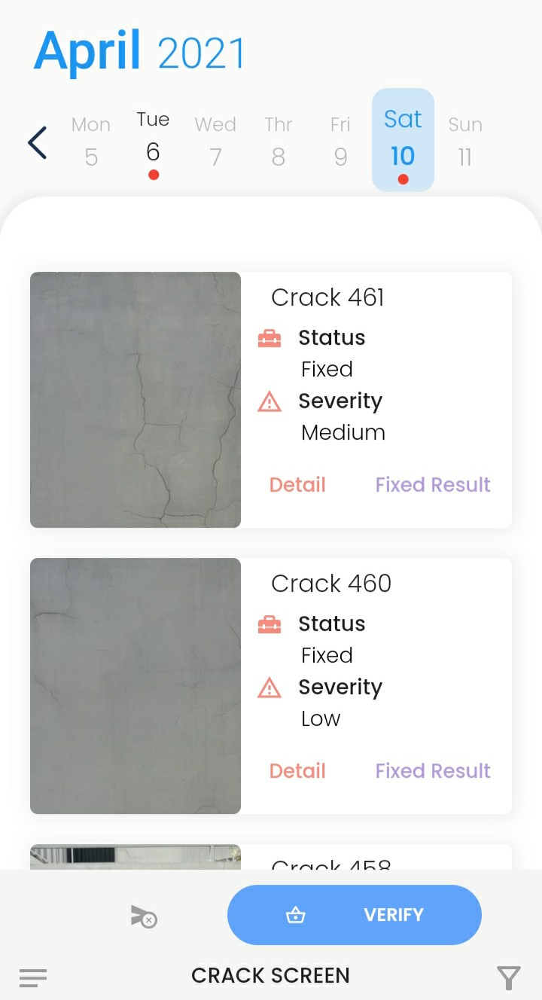 April 2021
Mon Tue Wed Thr Fri Sat Sun
5 6 7 8 9 10 11
Crack 461
Status
Fixed
Severity
Medium
Detail Fixed Result
Crack 460
Status
Fixed
Severity
Low
Detail Fixed Result
Crack 458
VERIFY
CRACK SCREEN